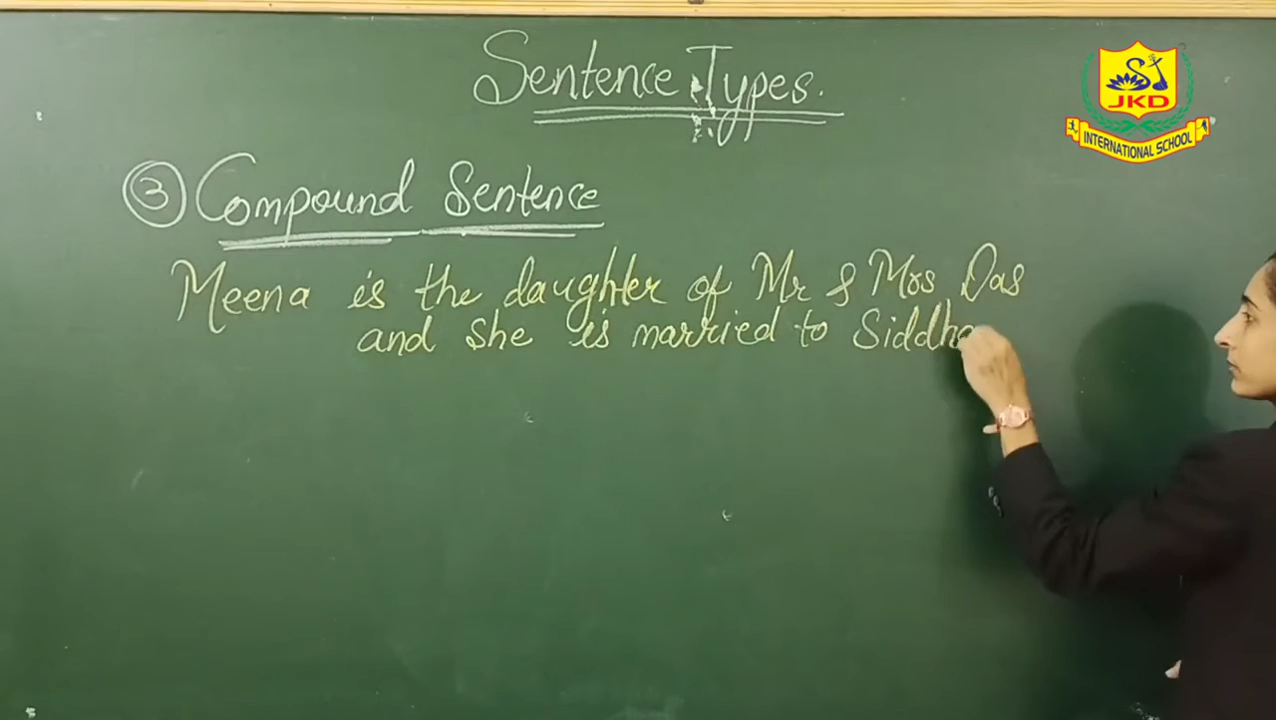 Sentence Types.
JKD
INTERNATIONAL SCHOOL
③ Compound Sentence
Meena is the daughter of Mr & Mrs Das
and she is married to Siddha